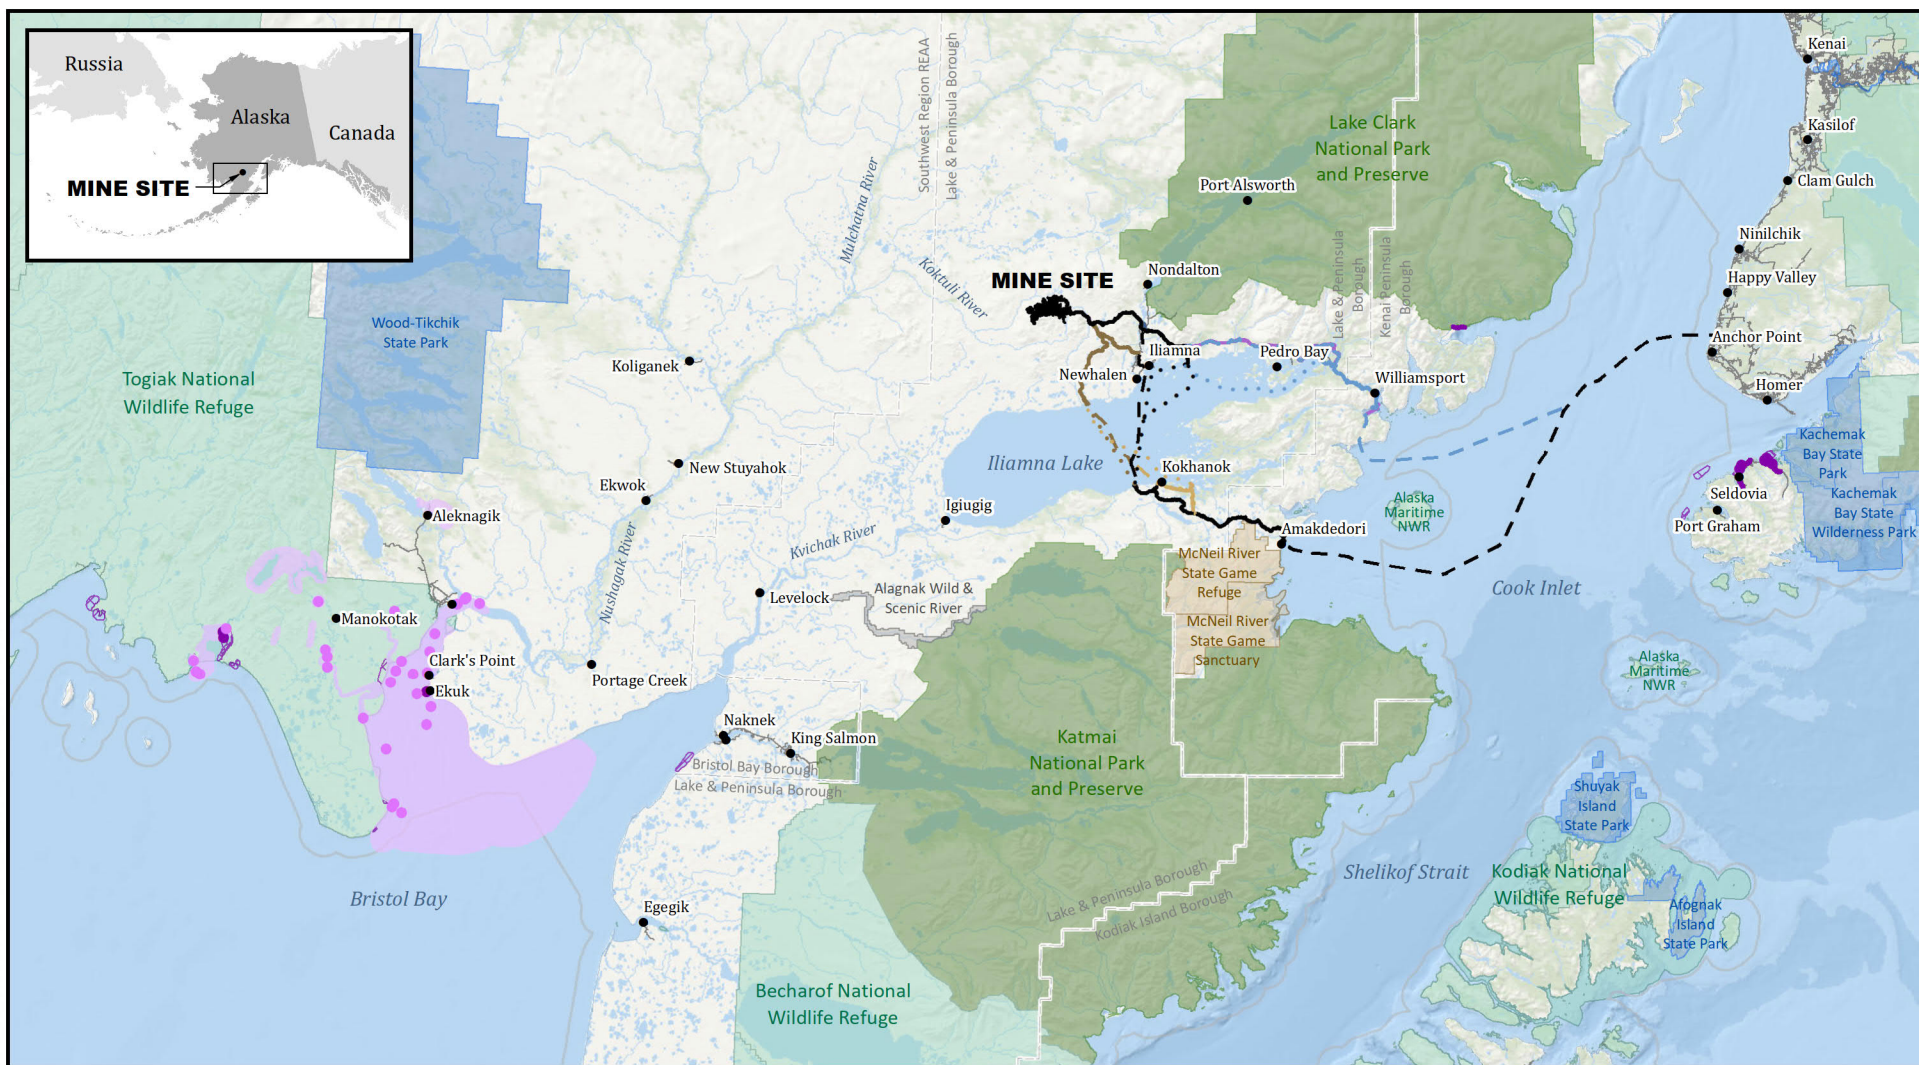 Russia
Alaska
Canada
MINE SITE
Kenai
Kasilof
Clam Gulch
Ninilchik
Happy Valley
Anchor Point
Homer
Lake Clark
National Park
and Preserve
Port Alsworth
Southwest Region REAA
Lake & Peninsula Borough
Mulchatna River
Koktuli River
MINE SITE
Nondalton
Lake & Peninsula
Borough
Kenai Peninsula
Borough
Wood-Tikchik
State Park
Togiak National
Wildlife Refuge
Koliganek
Iliamna
Pedro Bay
Newhalen
Williamsport
Kachemak
Bay State
Park
Kachemak
Bay State
Wilderness Park
Seldovia
Port Graham
New Stuyahok
Iliamna Lake
Kokhanok
Ekwok
Aleknagik
Igiugig
Alaska
Maritime
NWR
Amakdedori
Nushagak River
Kvichak River
McNeil River
State Game
Refuge
McNeil River
State Game
Sanctuary
Cook Inlet
Levelock
Alagnak Wild &
Scenic River
Manokotak
Clark's Point
Ekuk
Portage Creek
Alaska
Maritime
NWR
Naknek
King Salmon
Bristol Bay Borough
Lake & Peninsula Borough
Katmai
National Park
and Preserve
Shuyak
Island
State Park
Bristol Bay
Egegik
Lake & Peninsula Borough
Kodiak Island Borough
Shelikof Strait
Kodiak National
Wildlife Refuge
Afognak
Island
State Park
Becharof National
Wildlife Refuge